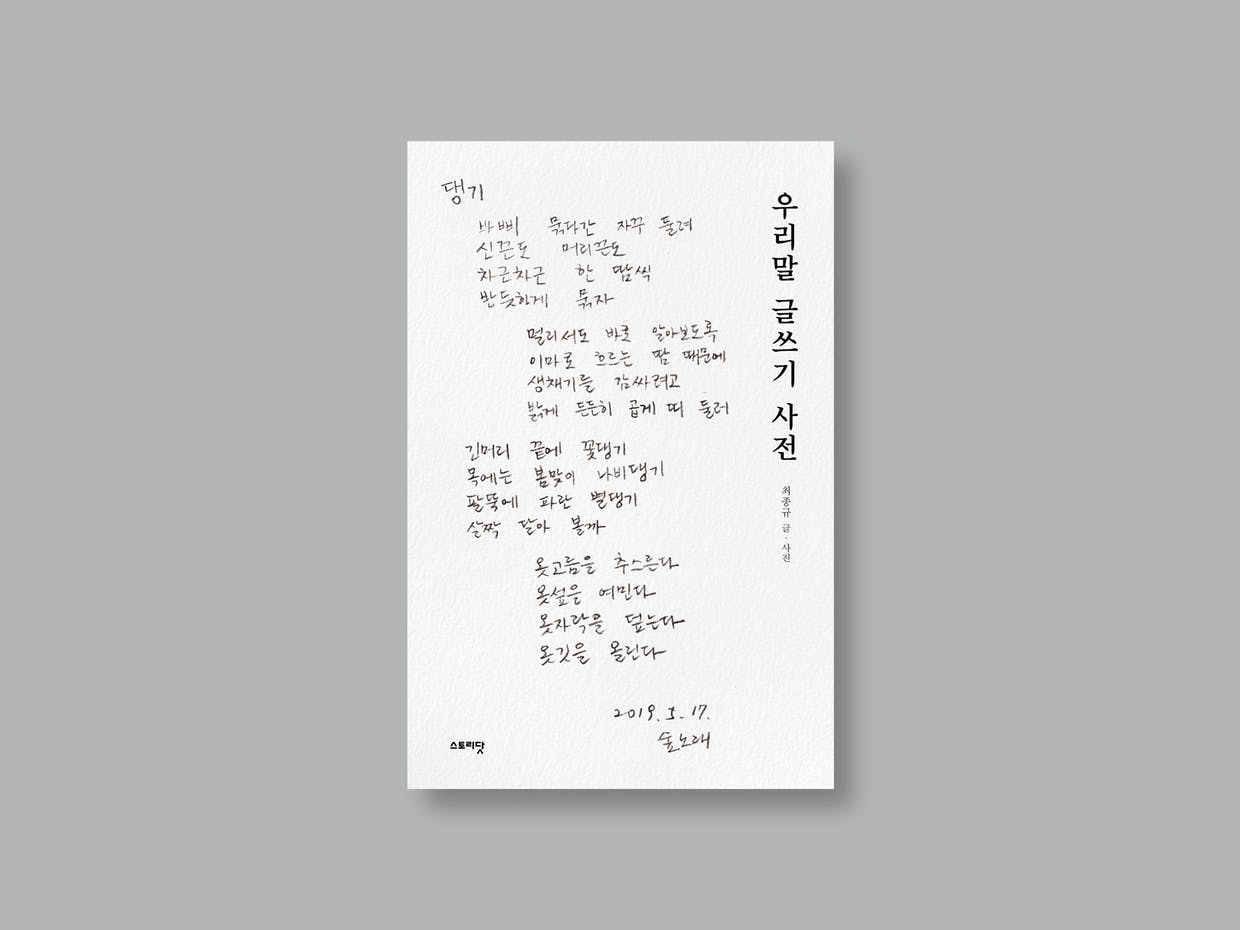 댕기
바삐 묶다간 자꾸 풀려
신끈도 머리끈도
차근차근 한 땀씩
반듯하게 묶자
멀리서도 바로 알아보도록
이마로 흐르는 땀 때문에
생채기를 감싸려고
붉게 든든히 곱게 띠 둘러
긴머리 끝에 꽃댕기
목에는 봄맞이 나비댕기
팔뚝에 파란 별댕기
살짝 달아 볼까
옷고름을 추스른다
옷섶을 여민다
옷자락을 덮는다
옷깃을 올린다
2019. 5. 17.
숲노래
우리말 글쓰기 사전
최종규 글·사진
스토리닷